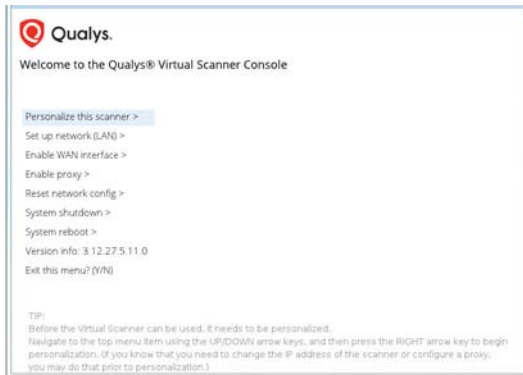 Qualys.
Welcome to the Qualys® Virtual Scanner Console
Personalize this scanner >
Set up network (LAN) >
Enable WAN interface >
Enable proxy >
Reset network config >
System shutdown >
System reboot >
Version info: 3.12.27.5.11.0
Exit this menu? (Y/N)
TIP:
Before the Virtual Scanner can be used, it needs to be personalized.
Navigate to the top menu item using the UP/DOWN arrow keys, and then press the RIGHT arrow key to begin
personalization. (If you know that you need to change the IP address of the scanner or configure a proxy,
you may do that prior to personalization.)